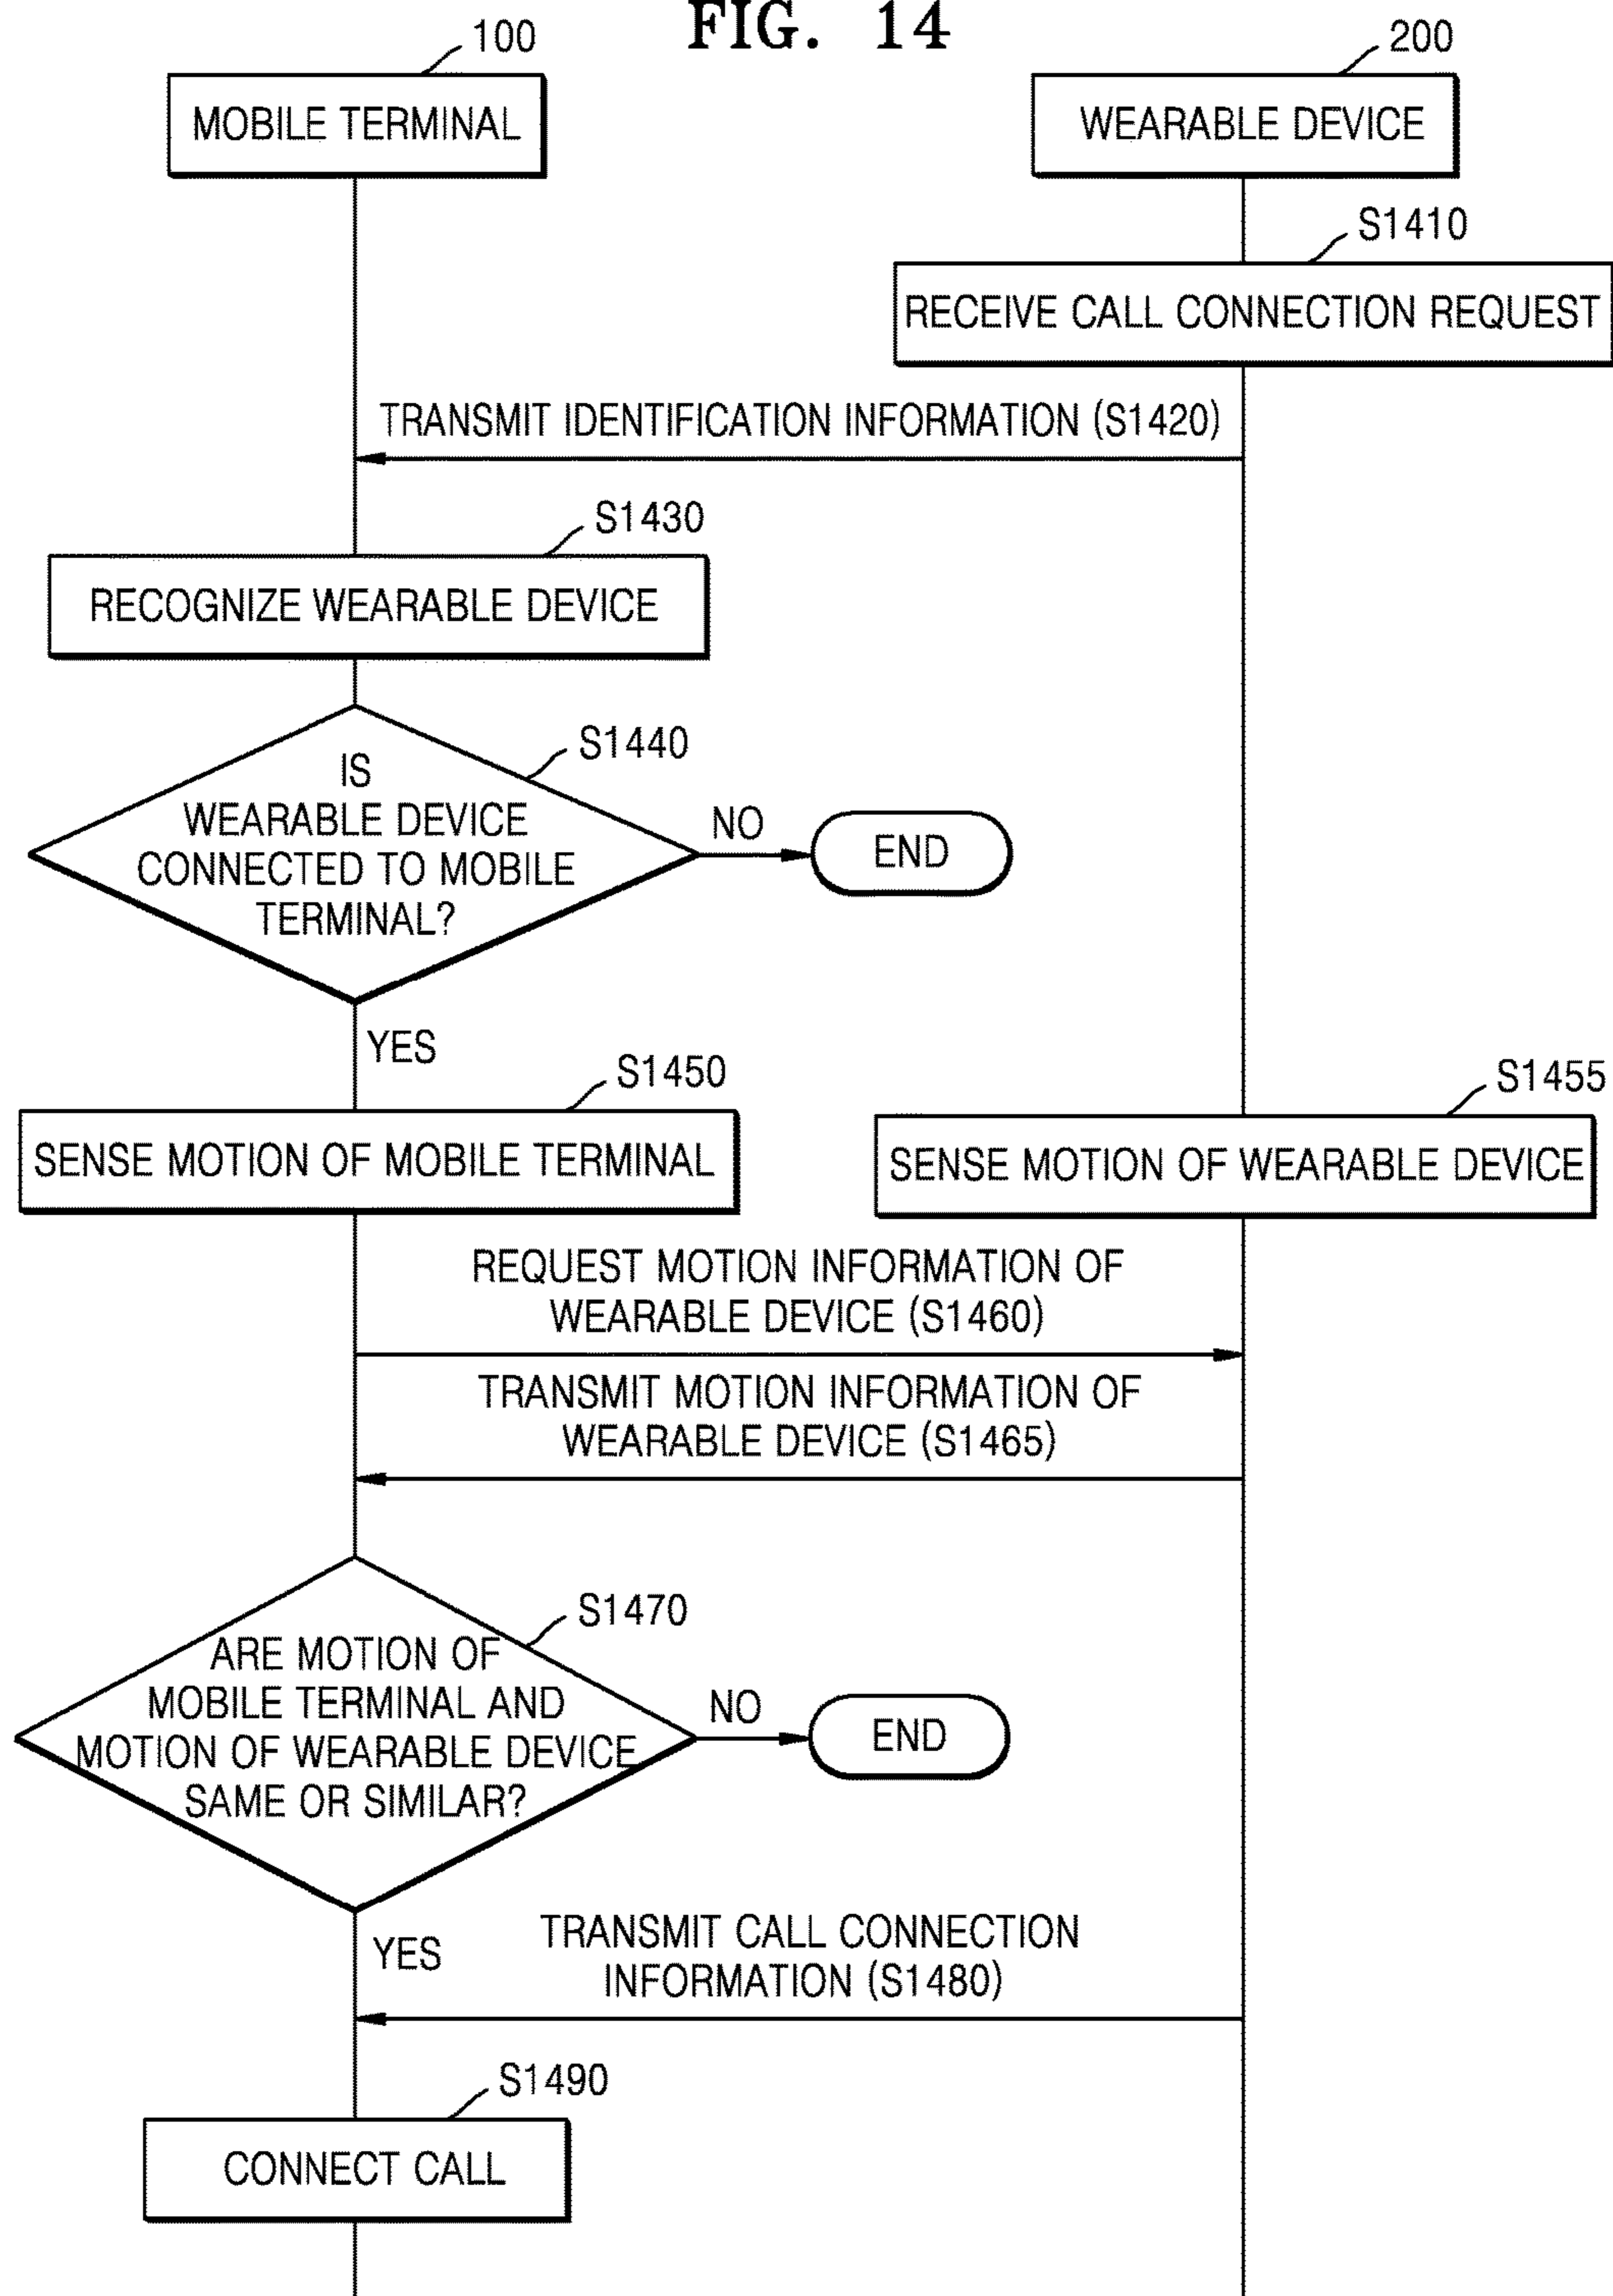 FIG. 14
100
200
MOBILE TERMINAL
WEARABLE DEVICE
S1410
RECEIVE CALL CONNECTION REQUEST
TRANSMIT IDENTIFICATION INFORMATION (S1420)
S1430
RECOGNIZE WEARABLE DEVICE
S1440
IS
WEARABLE DEVICE
CONNECTED TO MOBILE
TERMINAL?
NO
END
YES
S1450
S1455
SENSE MOTION OF MOBILE TERMINAL
SENSE MOTION OF WEARABLE DEVICE
REQUEST MOTION INFORMATION OF
WEARABLE DEVICE (S1460)
TRANSMIT MOTION INFORMATION OF
WEARABLE DEVICE (S1465)
S1470
ARE MOTION OF
MOBILE TERMINAL AND
MOTION OF WEARABLE DEVICE
SAME OR SIMILAR?
NO
END
YES
TRANSMIT CALL CONNECTION
INFORMATION (S1480)
S1490
CONNECT CALL